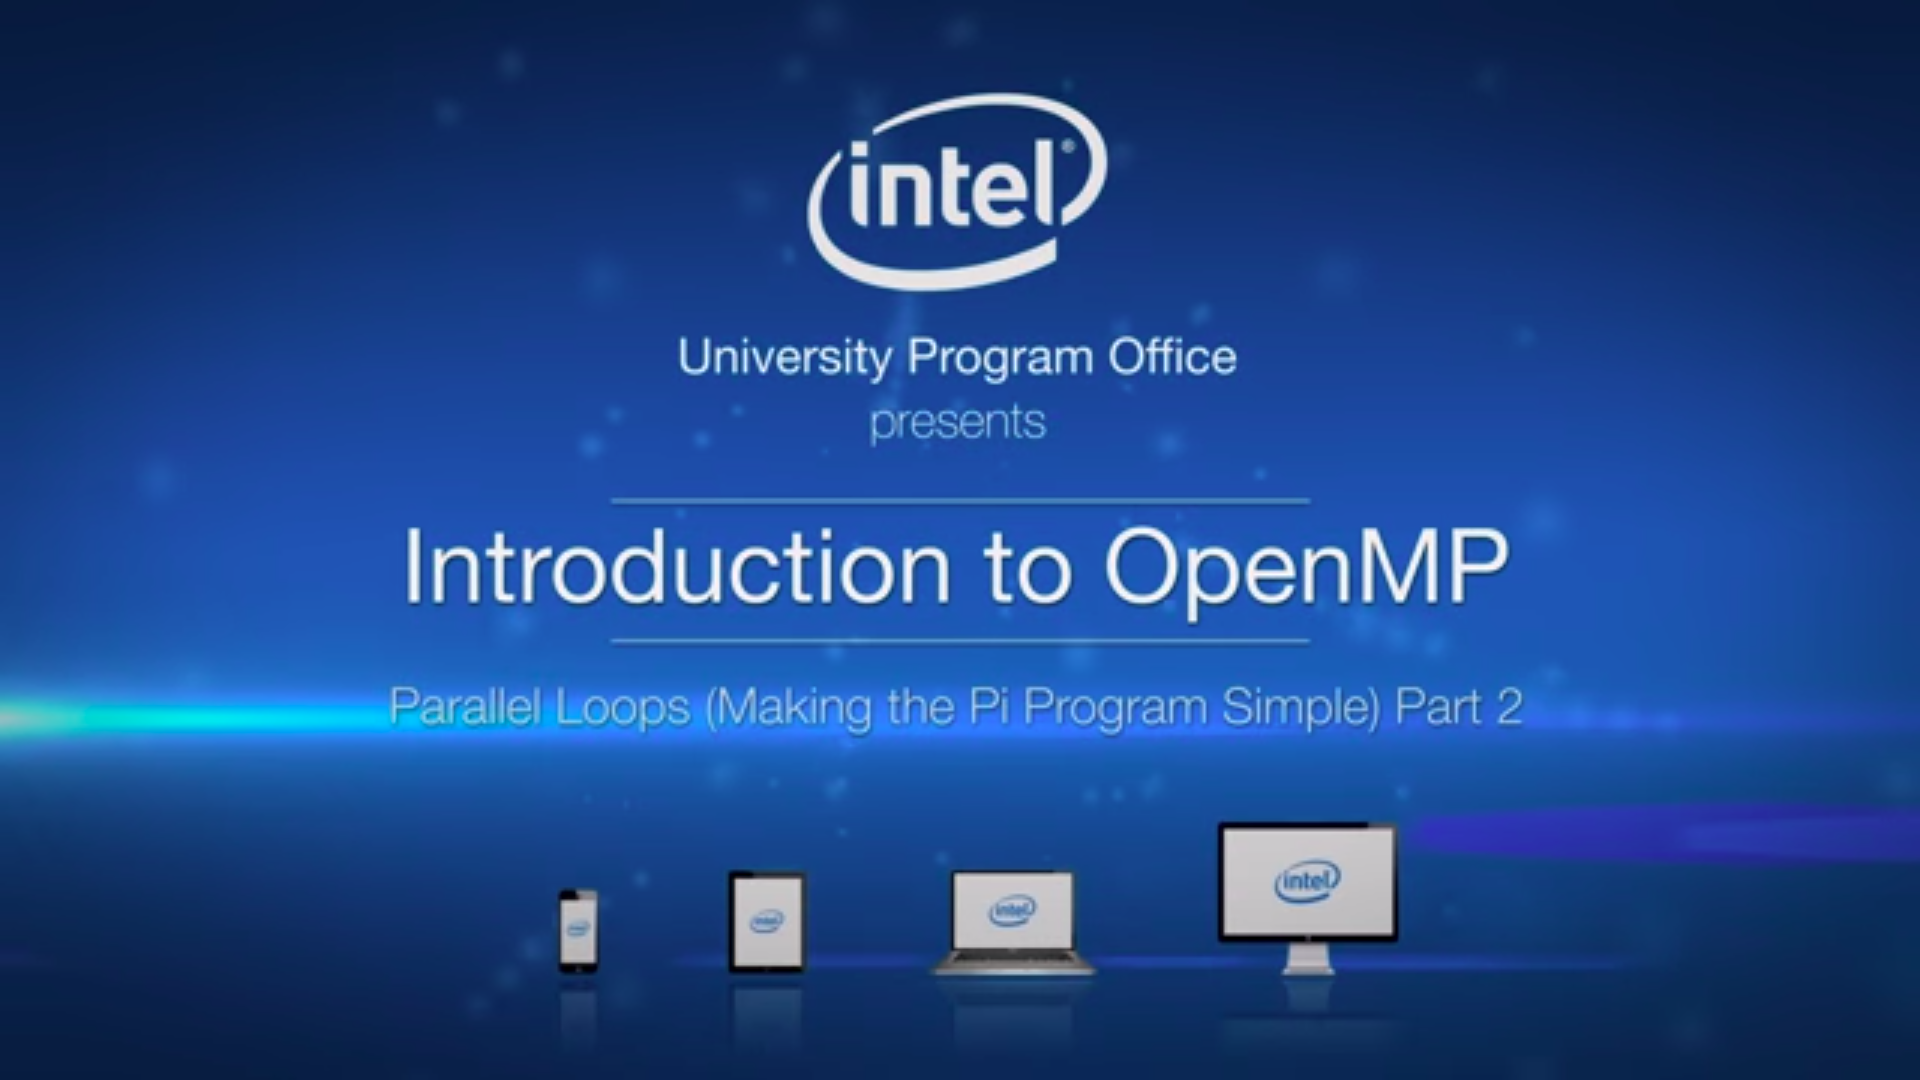 intel®
University Program Office
presents
Introduction to OpenMP
Parallel Loops (Making the Pi Program Simple) Part 2
intel
intel
intel
intel